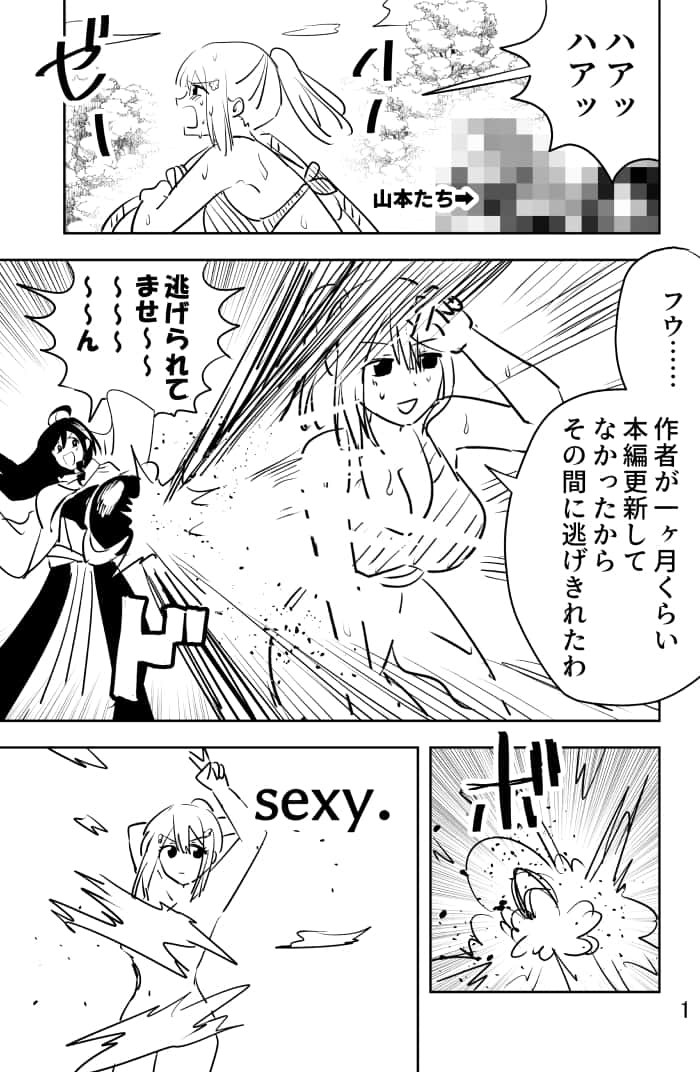 ハアッ
ハアッ
ゼーハー
山本たち➡
フウ……
作者が一ヶ月くらい
本編更新して
なかったから
その間に逃げきれたわ
逃げられて
ませ〜〜
〜〜〜
〜〜ん
ド
ボ
sexy.
1